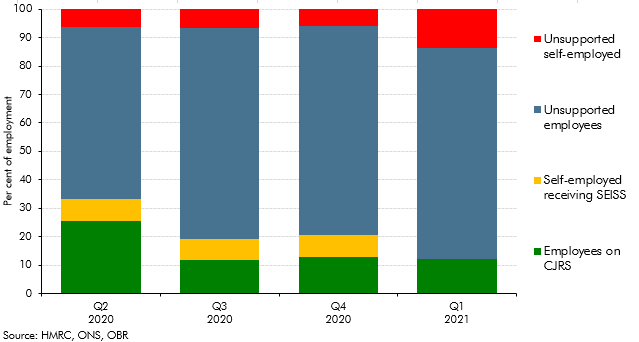 100
90
80
70
60
50
40
30
20
10
0
Per cent of employment
Q2
2020
Q3
2020
Q4
2020
Q1
2021
Unsupported
self-employed
Unsupported
employees
Self-employed
receiving SEISS
Employees on
CJRS
Source: HMRC, ONS, OBR